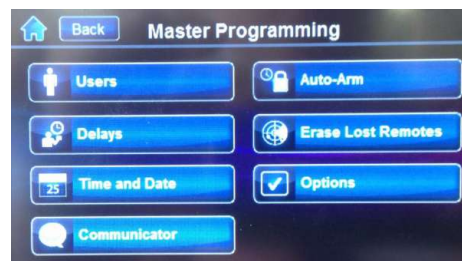 Back
Master Programming
Users
Auto-Arm
Delays
Erase Lost Remotes
25
Time and Date
Options
Communicator